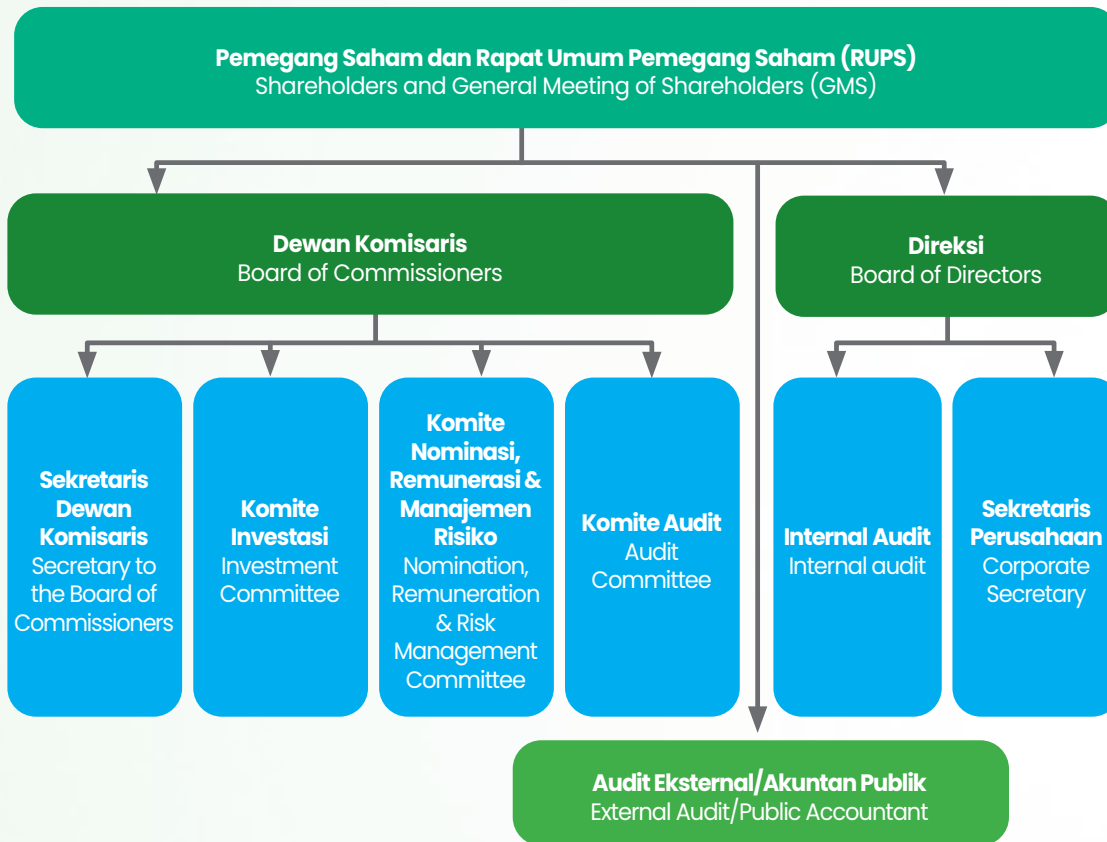 Pemegang Saham dan Rapat Umum Pemegang Saham (RUPS)
Shareholders and General Meeting of Shareholders (GMS)
Dewan Komisaris
Board of Commissioners
Direksi
Board of Directors
Sekretaris
Dewan
Komisaris
Secretary to
the Board of
Commissioners
Komite
Investasi
Investment
Committee
Komite
Nominasi,
Remunerasi &
Manajemen
Risiko
Nomination,
Remuneration
& Risk
Management
Committee
Komite Audit
Audit
Committee
Internal Audit
Internal audit
Sekretaris
Perusahaan
Corporate
Secretary
Audit Eksternal/Akuntan Publik
External Audit/Public Accountant